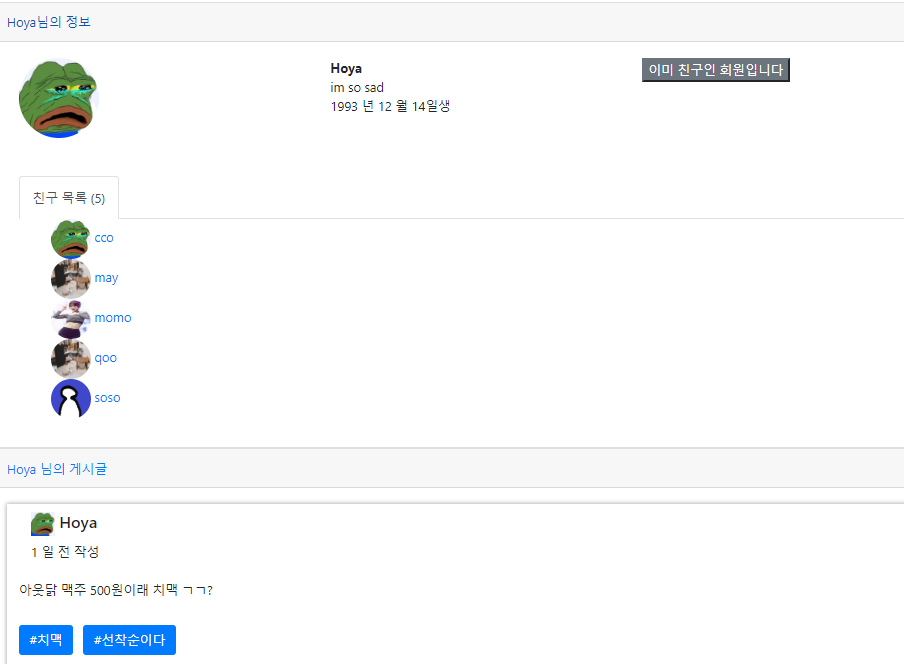 Hoya님의 정보
Hoya
이미 친구인 회원입니다
im so sad
1993 년 12 월 14일생
친구 목록 (5)
cco
may
momo
qoo
soso
Hoya 님의 게시글
Hoya
1 일 전 작성
아웃닭 맥주 500원이래 치맥 ㄱㄱ?
#치맥 #선착순이다